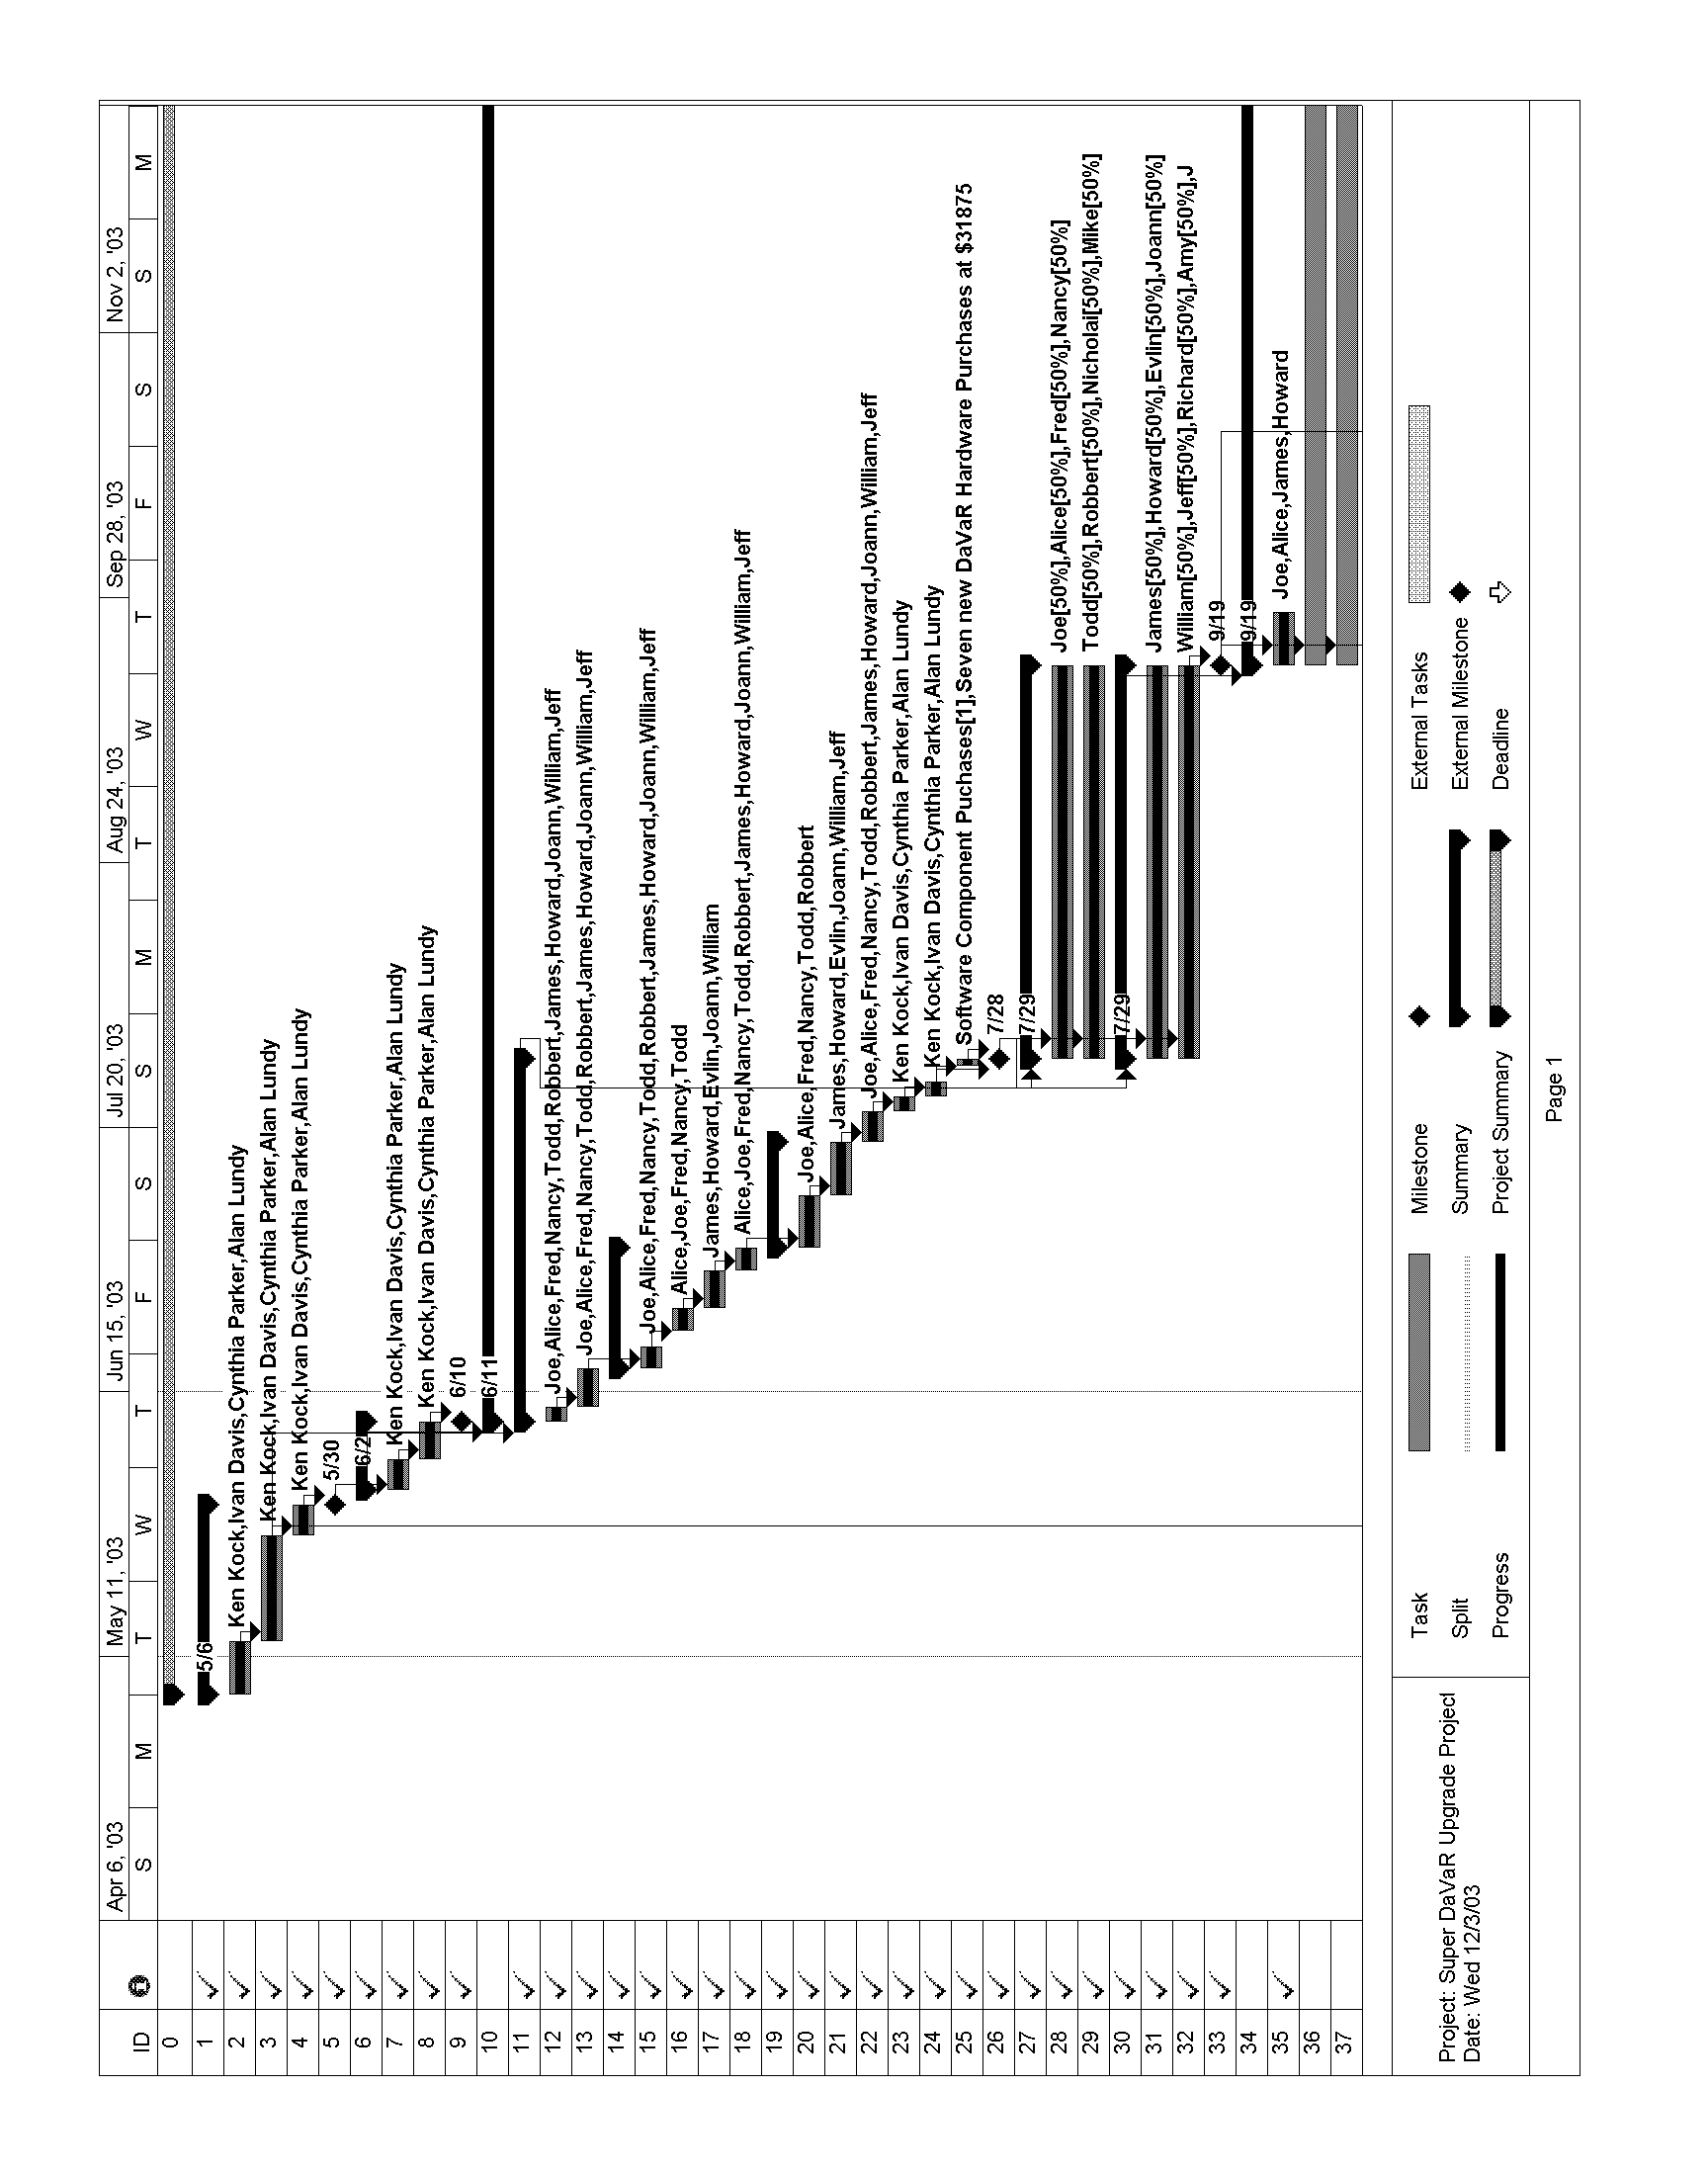 ID Apr 6, '03 May 11, '03 Jun 15, '03 Jul 20, '03 Aug 24, '03 Sep 28, '03 Nov 2, '03
S M T W T F S S M T W T F S S M
0
1 5/6
2 Ken Kock,Ivan Davis,Cynthia Parker,Alan Lundy
3 Ken Kock,Ivan Davis,Cynthia Parker,Alan Lundy
4 Ken Kock,Ivan Davis,Cynthia Parker,Alan Lundy
5 5/30
6 6/2
7 Ken Kock,Ivan Davis,Cynthia Parker,Alan Lundy
8 Ken Kock,Ivan Davis,Cynthia Parker,Alan Lundy
9 6/10
10 6/11
11
12 Joe,Alice,Fred,Nancy,Todd,Robbert,James,Howard,Joann,William,Jeff
13 Joe,Alice,Fred,Nancy,Todd,Robbert,James,Howard,Joann,William,Jeff
14
15 Joe,Alice,Fred,Nancy,Todd,Robbert,James,Howard,Joann,William,Jeff
16 Alice,Joe,Fred,Nancy,Todd
17 James,Howard,Evlin,Joann,William
18 Alice,Joe,Fred,Nancy,Todd,Robbert,James,Howard,Joann,William,Jeff
19
20 Joe,Alice,Fred,Nancy,Todd,Robbert
21 James,Howard,Evlin,Joann,William,Jeff
22 Joe,Alice,Fred,Nancy,Todd,Robbert,James,Howard,Joann,William,Jeff
23 Ken Kock,Ivan Davis,Cynthia Parker,Alan Lundy
24 Ken Kock,Ivan Davis,Cynthia Parker,Alan Lundy
25 Software Component Puchases[1],Seven new DaVaR Hardware Purchases at $31875
26 7/28
27 7/29
28 Joe[50%],Alice[50%],Fred[50%],Nancy[50%]
29 Todd[50%],Robbert[50%],Nicholai[50%],Mike[50%]
30 7/29
31 James[50%],Howard[50%],Evlin[50%],Joann[50%]
32 William[50%],Jeff[50%],Richard[50%],Amy[50%],J
33 9/19
34 9/19
35 Joe,Alice,James,Howard
36
37
Project: Super DaVaR Upgrade Project
Date: Wed 12/3/03
Task
Split
Progress
Milestone
Summary
Project Summary
External Tasks
External Milestone
Deadline
Page 1